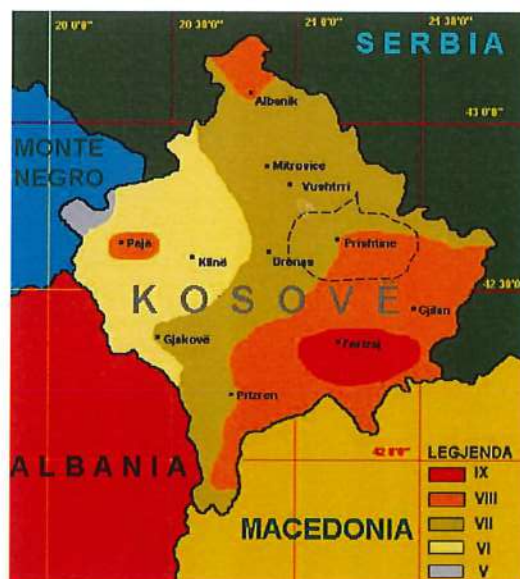 20 0'0"
20 30'0"
21 0'0"
21 30'0"
SERBIA
Albanik
43 0'0"
MONTE
NEGRO
Mitrovice
Vushtrri
Pejë
Prishtine
Klinë
Drenas
KOSOVË
42 30'0"
Gjilan
Gjakovë
Ferizaj
Prizren
ALBANIA
42 0'0"
LEGJENDA
IX
VIII
MACEDONIA
VII
VI
V